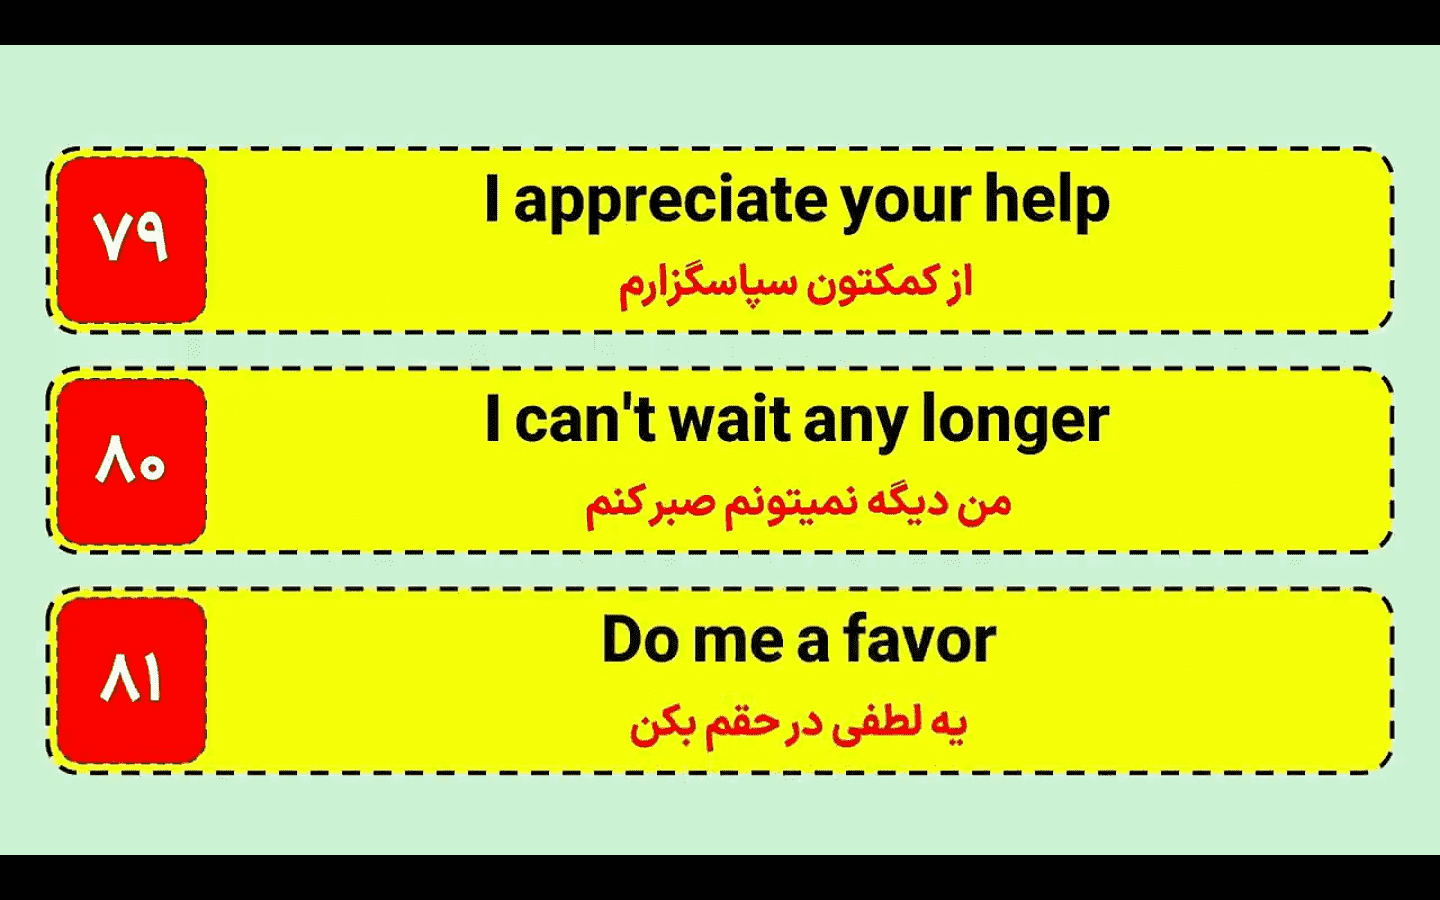 ۷۹
I appreciate your help
از کمکتون سپاسگزارم
۸۰
I can't wait any longer
من دیگه نمیتونم صبر کنم
۸۱
Do me a favor
یه لطفی در حقم بکن